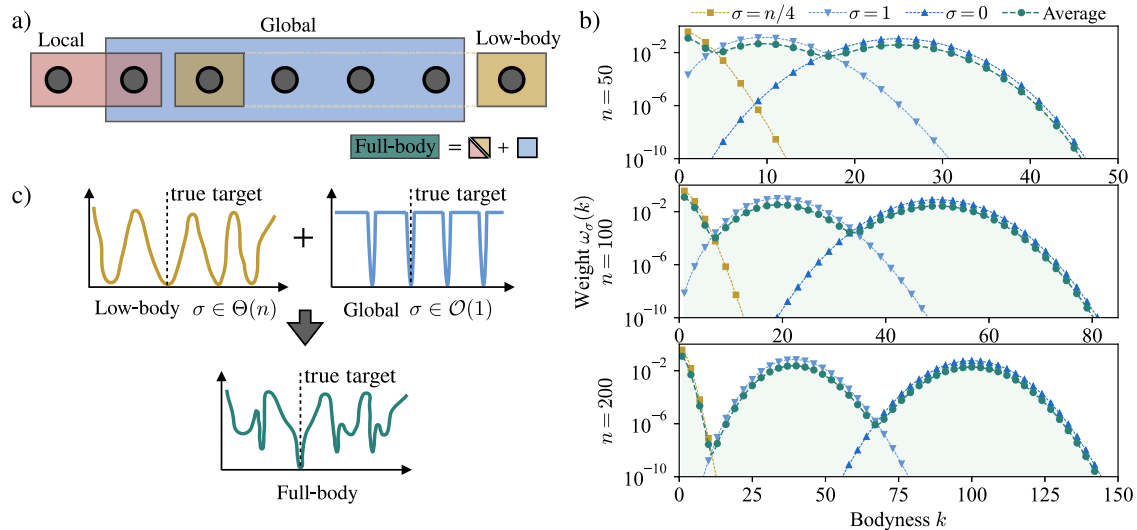 a)
Local
Global
Low-body
Full-body = +
c)
true target
Low-body σ ∈ Θ(n)
+
true target
Global σ ∈ 𝒪(1)
true target
Full-body
b)
σ = n/4 σ = 1 σ = 0 Average
n = 50
10⁻²
10⁻⁶
10⁻¹⁰
0 10 20 30 40 50
Weight ω_σ(k)
n = 100
10⁻²
10⁻⁶
10⁻¹⁰
0 20 40 60 80
n = 200
10⁻²
10⁻⁶
10⁻¹⁰
0 25 50 75 100 125 150
Bodyness k